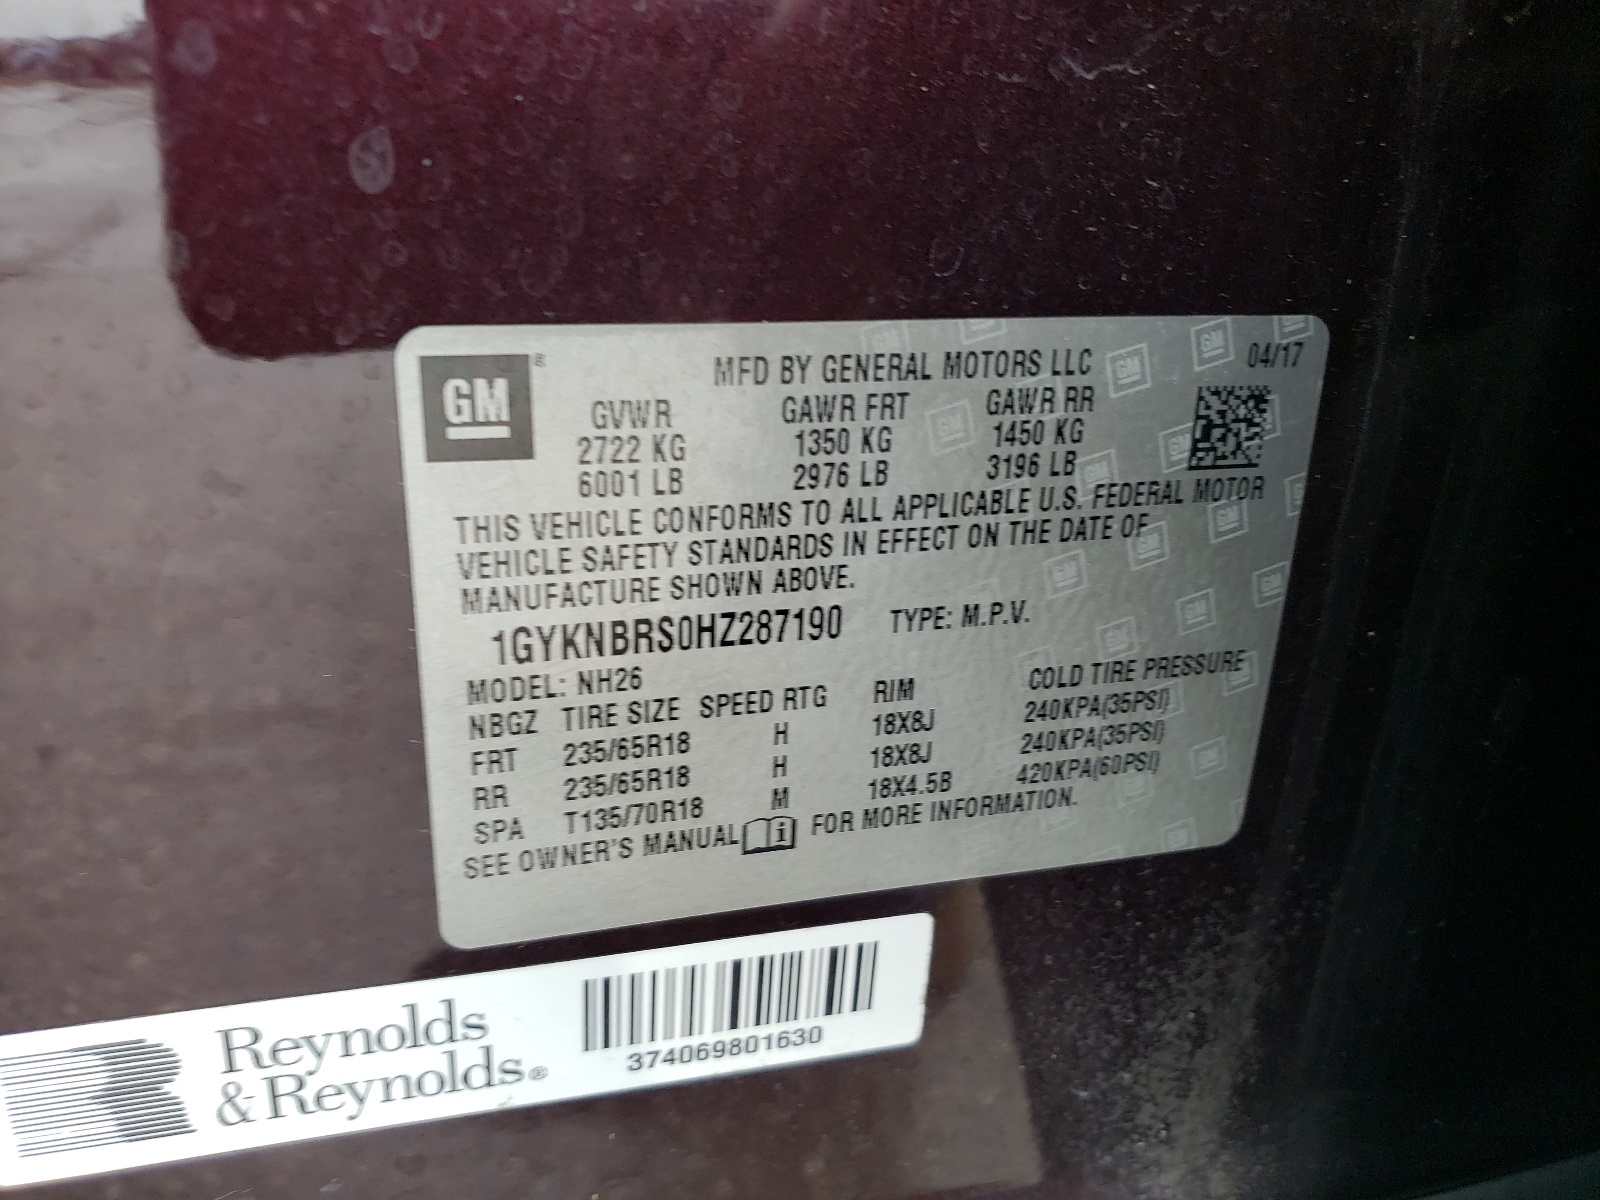 GM ®
MFD BY GENERAL MOTORS LLC 04/17
GVWR GAWR FRT GAWR RR
2722 KG 1350 KG 1450 KG
6001 LB 2976 LB 3196 LB
THIS VEHICLE CONFORMS TO ALL APPLICABLE U.S. FEDERAL MOTOR
VEHICLE SAFETY STANDARDS IN EFFECT ON THE DATE OF
MANUFACTURE SHOWN ABOVE.
1GYKNBRS0HZ287190 TYPE: M.P.V.
MODEL: NH26
NBGZ TIRE SIZE SPEED RTG RIM COLD TIRE PRESSURE
FRT 235/65R18 H 18X8J 240KPA(35PSI)
RR 235/65R18 H 18X8J 240KPA(35PSI)
SPA T135/70R18 M 18X4.5B 420KPA(60PSI)
SEE OWNER'S MANUAL i FOR MORE INFORMATION.
Reynolds
& Reynolds®
374069801630